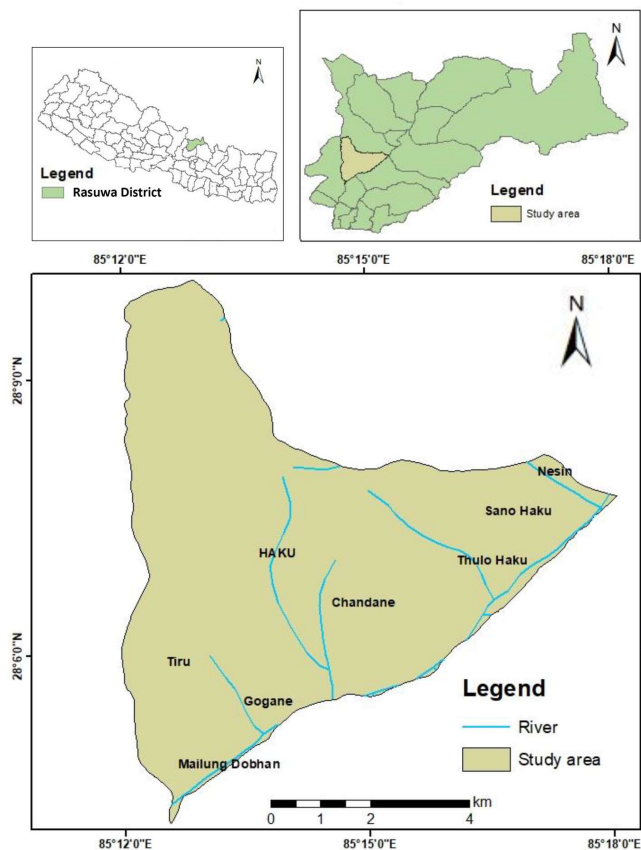 N
Legend
Rasuwa District
N
Legend
Study area
85°12'0"E
85°15'0"E
85°18'0"E
N
28°9'0"N
Nesin
Sano Haku
HAKU
Thulo Haku
Chandane
28°6'0"N
Tiru
Gogane
Mailung Dobhan
Legend
River
Study area
km
0 1 2 4
85°12'0"E
85°15'0"E
85°18'0"E